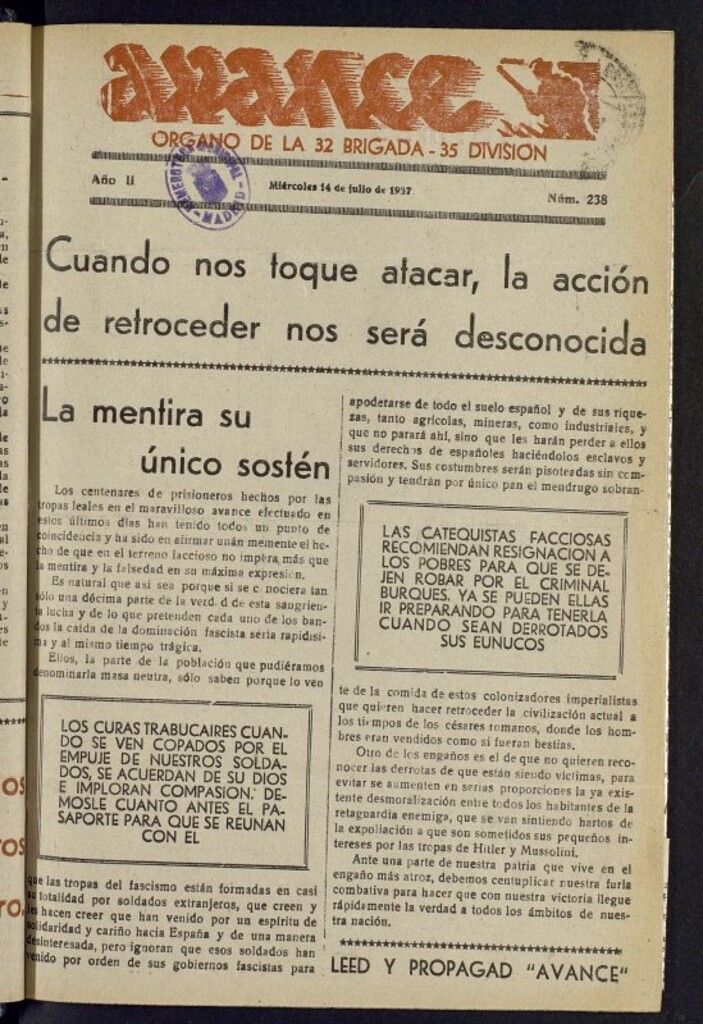 avance
ORGANO DE LA 32 BRIGADA - 35 DIVISION
Año II
Miércoles 14 de julio de 1937
Núm. 238
HEMEROTECA MUNICIPAL - MADRID
Cuando nos toque atacar, la acción
de retroceder nos será desconocida
La mentira su
único sostén
Los centenares de prisioneros hechos por las
tropas leales en el maravilloso avance efectuado en
estos últimos días han tenido todos un punto de
coincidencia y ha sido en afirmar unán memente el he-
cho de que en el terreno faccioso no impera más que
la mentira y la falsedad en su máxima expresión.
Es natural que así sea porque si se conociera tan
sólo una décima parte de la verdad de esta sangrien-
ta lucha y de lo que pretenden cada uno de los ban-
dos la caída de la dominación fascista sería rapidísi-
ma y al mismo tiempo trágica.
Ellos, la parte de la población que pudiéramos
denominarla masa neutra, sólo saben porque lo ven
LOS CURAS TRABUCAIRES CUAN-
DO SE VEN COPADOS POR EL
EMPUJE DE NUESTROS SOLDA-
DOS, SE ACUERDAN DE SU DIOS
E IMPLORAN COMPASION. DE-
MOSLE CUANTO ANTES EL PA-
SAPORTE PARA QUE SE REUNAN
CON EL
que las tropas del fascismo están formadas en casi
su totalidad por soldados extranjeros, que creen y
les hacen creer que han venido por un espíritu de
solidaridad y cariño hacia España y de una manera
desinteresada, pero ignoran que esos soldados han
venido por orden de sus gobiernos fascistas para
apoderarse de todo el suelo español y de sus rique-
zas, tanto agrícolas, mineras, como industriales, y
que no parará ahí, sino que les harán perder a ellos
sus derechos de españoles haciéndolos esclavos y
servidores. Sus costumbres serán pisoteadas sin com-
pasión y tendrán por único pan el mendrugo sobran-
LAS CATEQUISTAS FACCIOSAS
RECOMIENDAN RESIGNACION A
LOS POBRES PARA QUE SE DE-
JEN ROBAR POR EL CRIMINAL
BURQUES. YA SE PUEDEN ELLAS
IR PREPARANDO PARA TENERLA
CUANDO SEAN DERROTADOS
SUS EUNUCOS
te de la comida de estos colonizadores imperialistas
que quieren hacer retroceder la civilización actual a
los tiempos de los césares romanos, donde los hom-
bres eran vendidos como si fueran bestias.
Otro de los engaños es el de que no quieren reco-
nocer las derrotas de que están siendo víctimas, para
evitar se aumenten en serias proporciones la ya exis-
tente desmoralización entre todos los habitantes de la
retaguardia enemiga, que se van sintiendo hartos de
la expoliación a que son sometidos sus pequeños in-
tereses por las tropas de Hitler y Mussolini.
Ante una parte de nuestra patria que vive en el
engaño más atroz, debemos centuplicar nuestra furia
combativa para hacer que con nuestra victoria llegue
rápidamente la verdad a todos los ámbitos de nues-
tra nación.
LEED Y PROPAGAD "AVANCE"